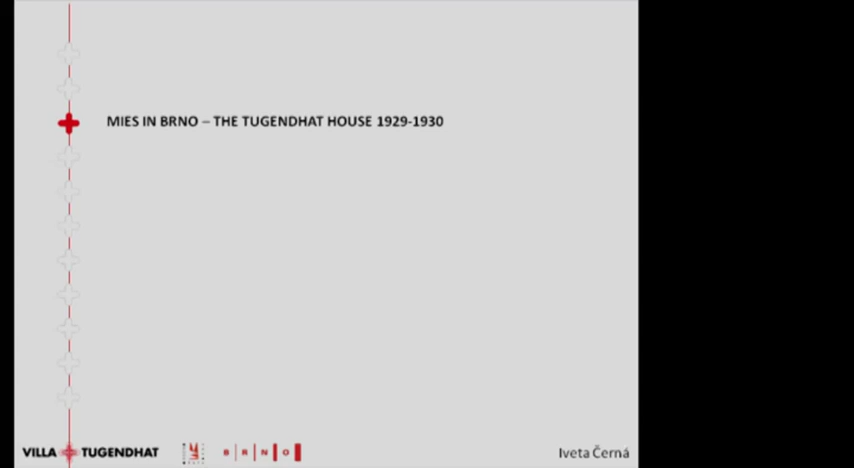 MIES IN BRNO – THE TUGENDHAT HOUSE 1929-1930
VILLA TUGENDHAT
B R N O
Iveta Černá